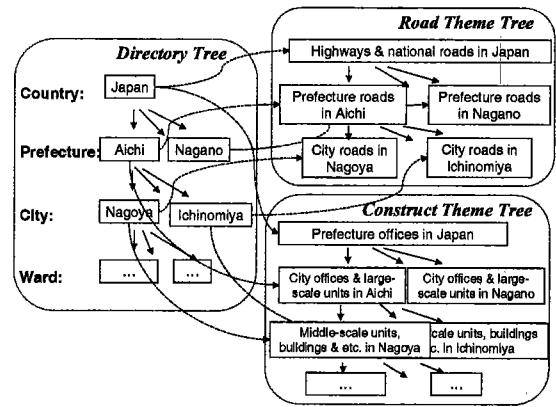 Directory Tree
Country:
Japan
Prefecture:
Aichi
Nagano
City:
Nagoya
Ichinomiya
Ward:
...
...
Road Theme Tree
Highways & national roads in Japan
Prefecture roads
in Aichi
Prefecture roads
in Nagano
City roads in
Nagoya
City roads in
Ichinomiya
Construct Theme Tree
Prefecture offices in Japan
City offices & large-
scale units in Aichi
City offices & large-
scale units in Nagano
Middle-scale units,
buildings & etc. in Nagoya
cale units, buildings
c. In Ichinomiya
...
...